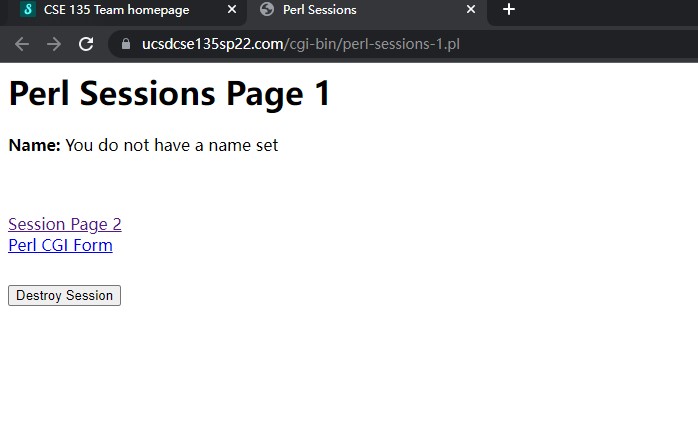 CSE 135 Team homepage
Perl Sessions
ucsdcse135sp22.com/cgi-bin/perl-sessions-1.pl
Perl Sessions Page 1
Name: You do not have a name set
Session Page 2
Perl CGI Form
Destroy Session